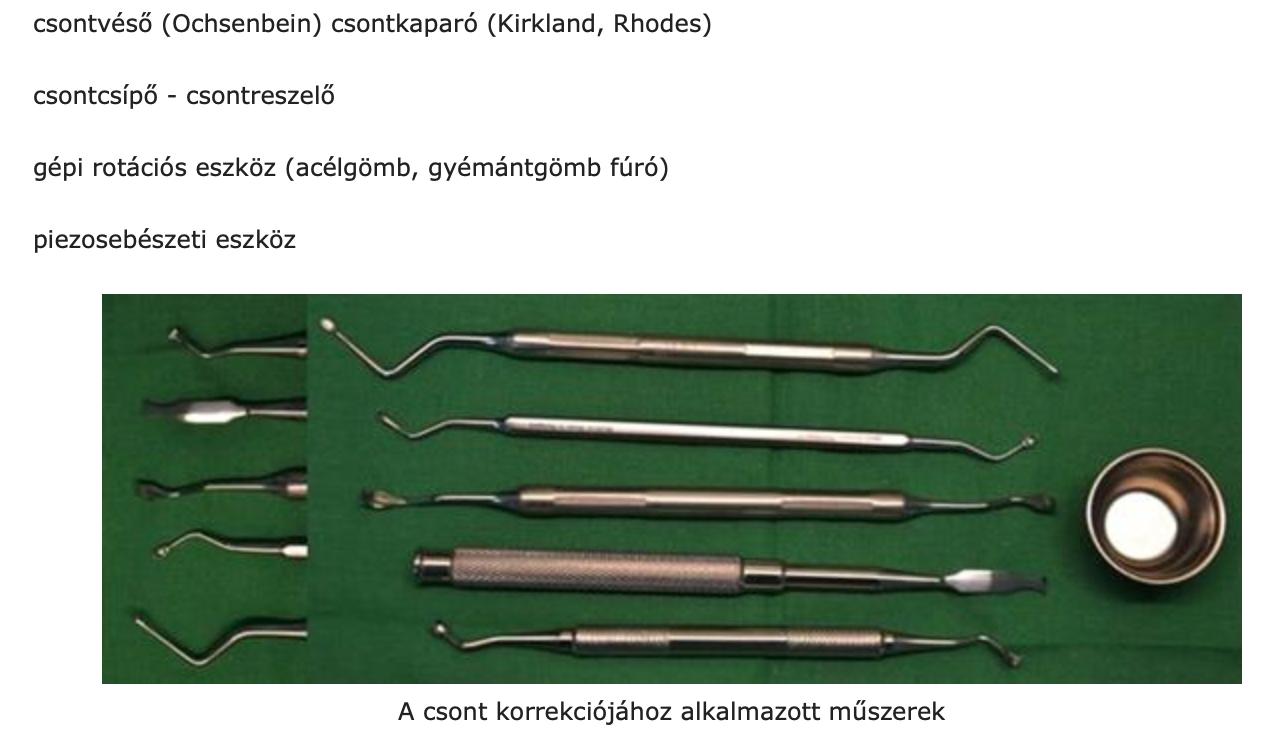 csontvéső (Ochsenbein) csontkaparó (Kirkland, Rhodes)
csontcsípő - csontreszelő
gépi rotációs eszköz (acélgömb, gyémántgömb fúró)
piezosebészeti eszköz
A csont korrekciójához alkalmazott műszerek